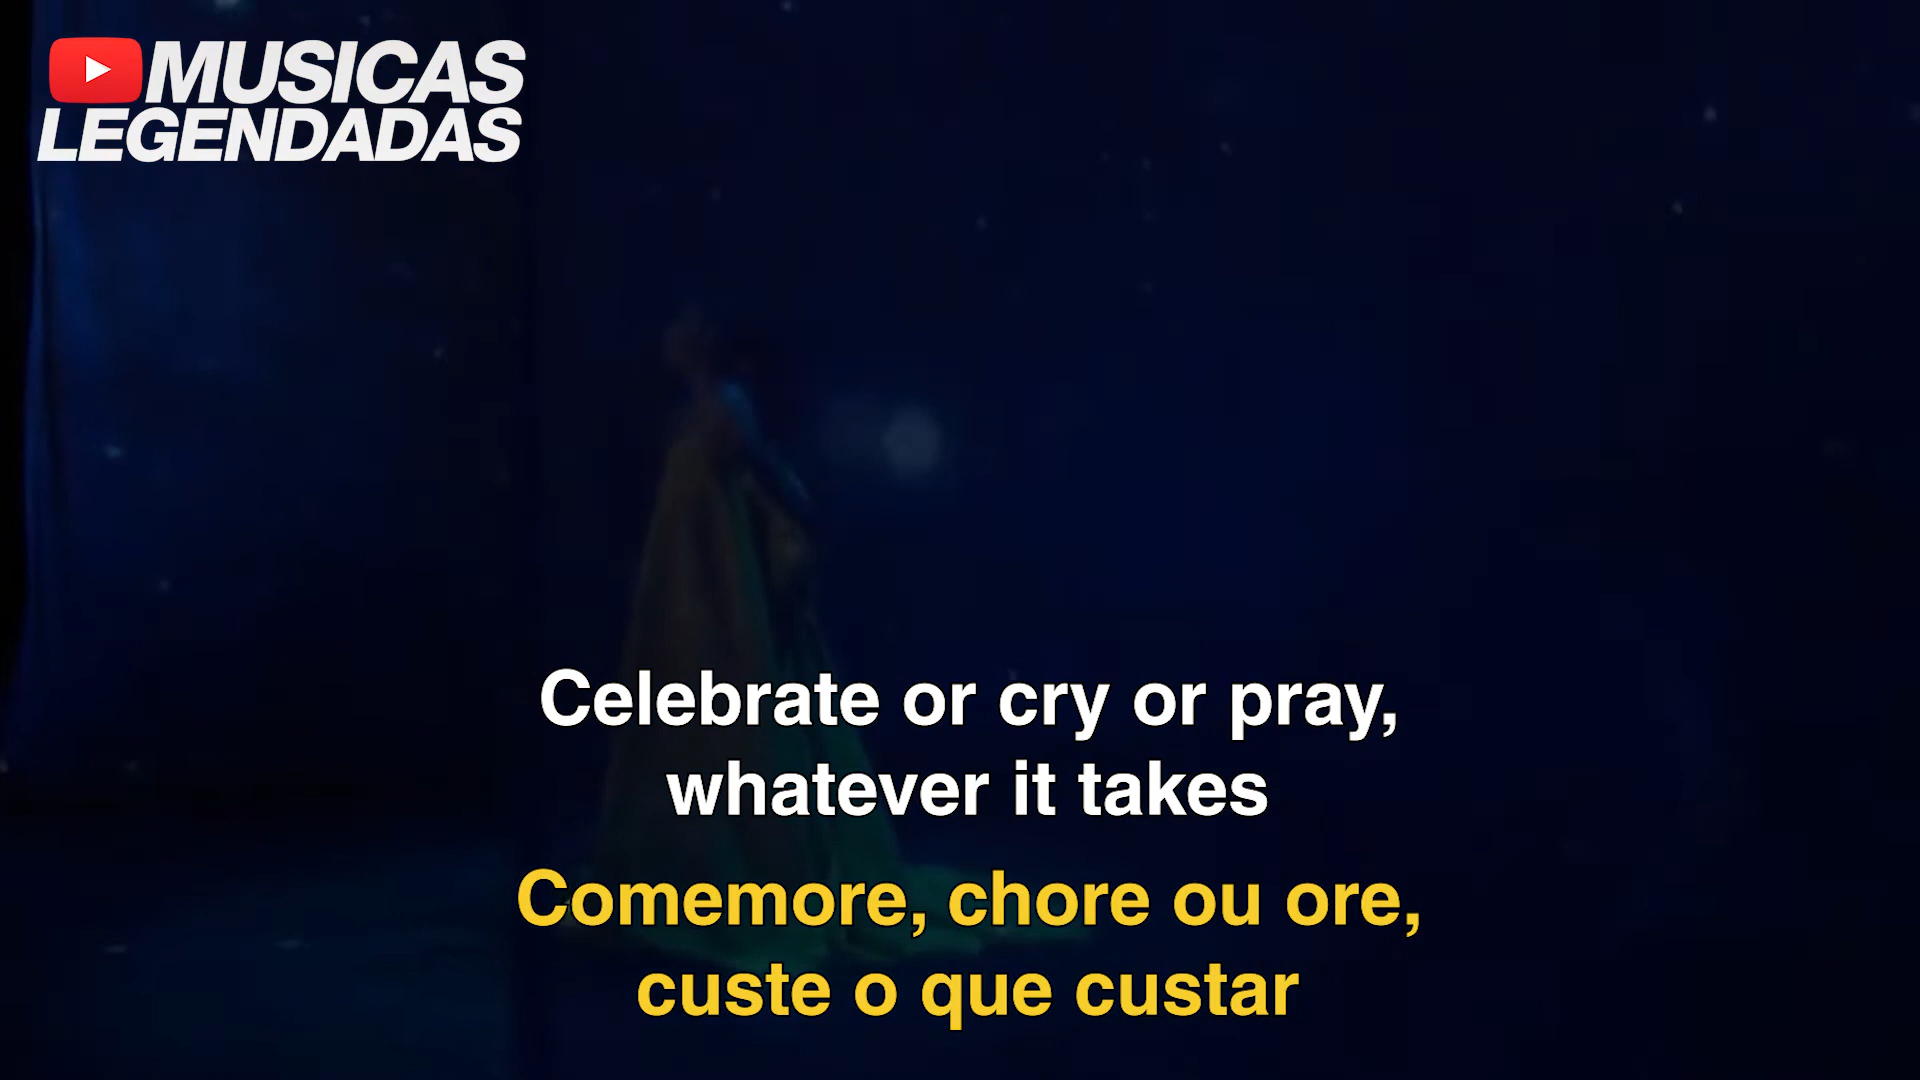 MUSICAS
LEGENDADAS
Celebrate or cry or pray,
whatever it takes
Comemore, chore ou ore,
custe o que custar